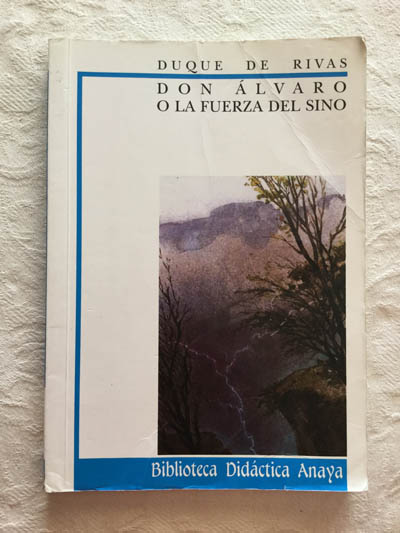 DUQUE DE RIVAS
DON ÁLVARO
O LA FUERZA DEL SINO
Biblioteca Didáctica Anaya